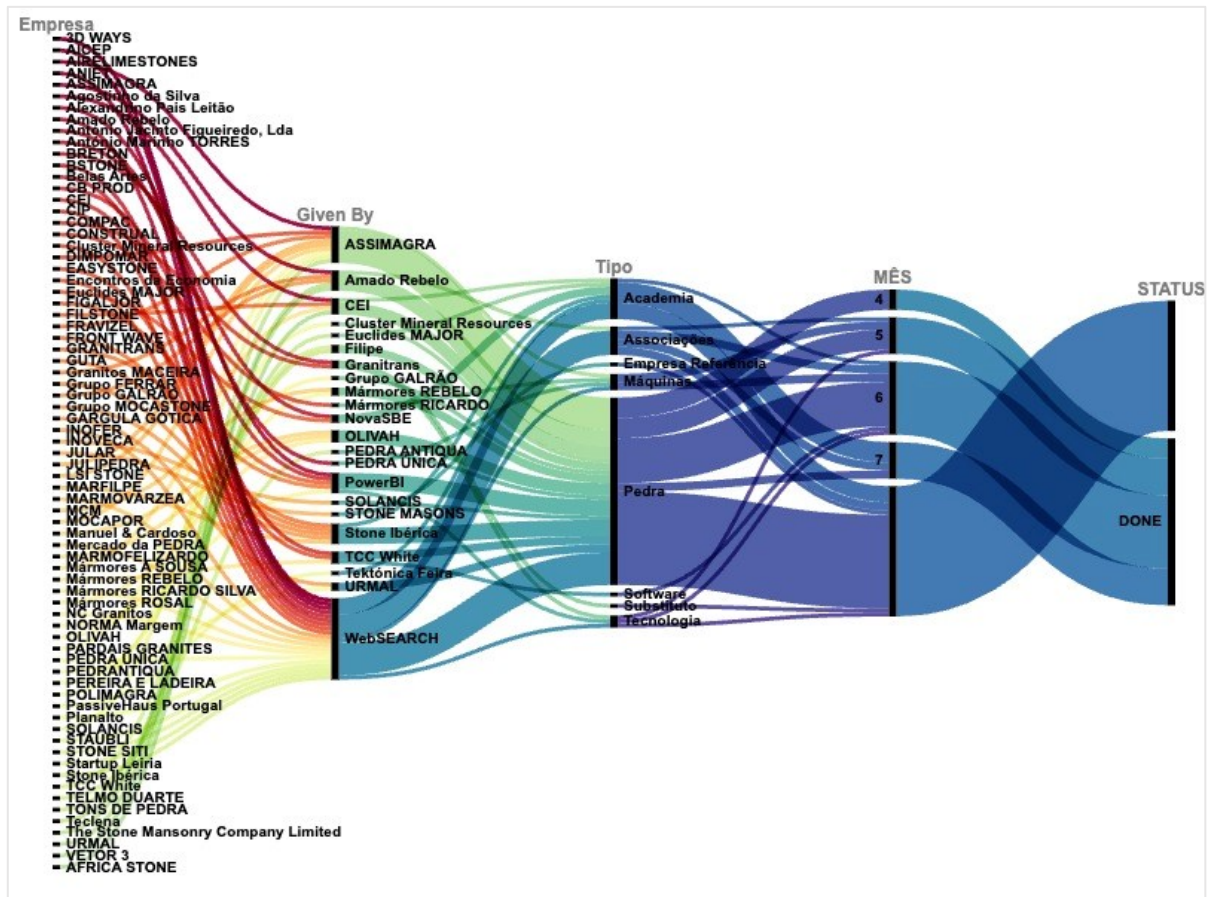 Empresa
3D WAYS
AICEP
AIRELIMESTONES
ANIET
ASSIMAGRA
Agostinho da Silva
Alexandrino Pais Leitão
Amado Rebelo
António Jacinto Figueiredo, Lda
António Marinho TORRES
BRETON
BSTONE
Belas Artes
CB PROD
CEI
CIP
COMPAC
CONSTRUAL
Cluster Mineral Resources
DIMPOMAR
EASYSTONE
Encontros da Economia
Euclides MAJOR
FIGALJOR
FILSTONE
FRAVIZEL
FRONT WAVE
GRANITRANS
GUTA
Granitos MACEIRA
Grupo FERRAR
Grupo GALRÃO
Grupo MOCASTONE
GÁRGULA GÓTICA
INOFER
INOVECA
JULAR
JULIPEDRA
LSI STONE
MARFILPE
MARMOVÁRZEA
MCM
MOCAPOR
Manuel & Cardoso
Mercado da PEDRA
MARMOFELIZARDO
Mármores A SOUSA
Mármores REBELO
Mármores RICARDO SILVA
Mármores ROSAL
NC Granitos
NORMA Margem
OLIVAH
PARDAIS GRANITES
PEDRA ÚNICA
PEDRANTIQUA
PEREIRA E LADEIRA
POLIMAGRA
PassiveHaus Portugal
Planalto
SOLANCIS
STAUBLI
STONE SITI
Startup Leiria
Stone Ibérica
TCC White
TELMO DUARTE
TONS DE PEDRA
Teclena
The Stone Mansonry Company Limited
URMAL
VETOR 3
ÁFRICA STONE
Given By
ASSIMAGRA
Amado Rebelo
CEI
Cluster Mineral Resources
Euclides MAJOR
Filipe
Granitrans
Grupo GALRÃO
Mármores REBELO
Mármores RICARDO
NovaSBE
OLIVAH
PEDRA ANTIQUA
PEDRA ÚNICA
PowerBI
SOLANCIS
STONE MASONS
Stone Ibérica
TCC White
Tektónica Feira
URMAL
WebSEARCH
Tipo
Academia
Associações
Empresa Referência
Máquinas
Pedra
Software
Substituto
Tecnologia
MÊS
4
5
6
7
STATUS
DONE